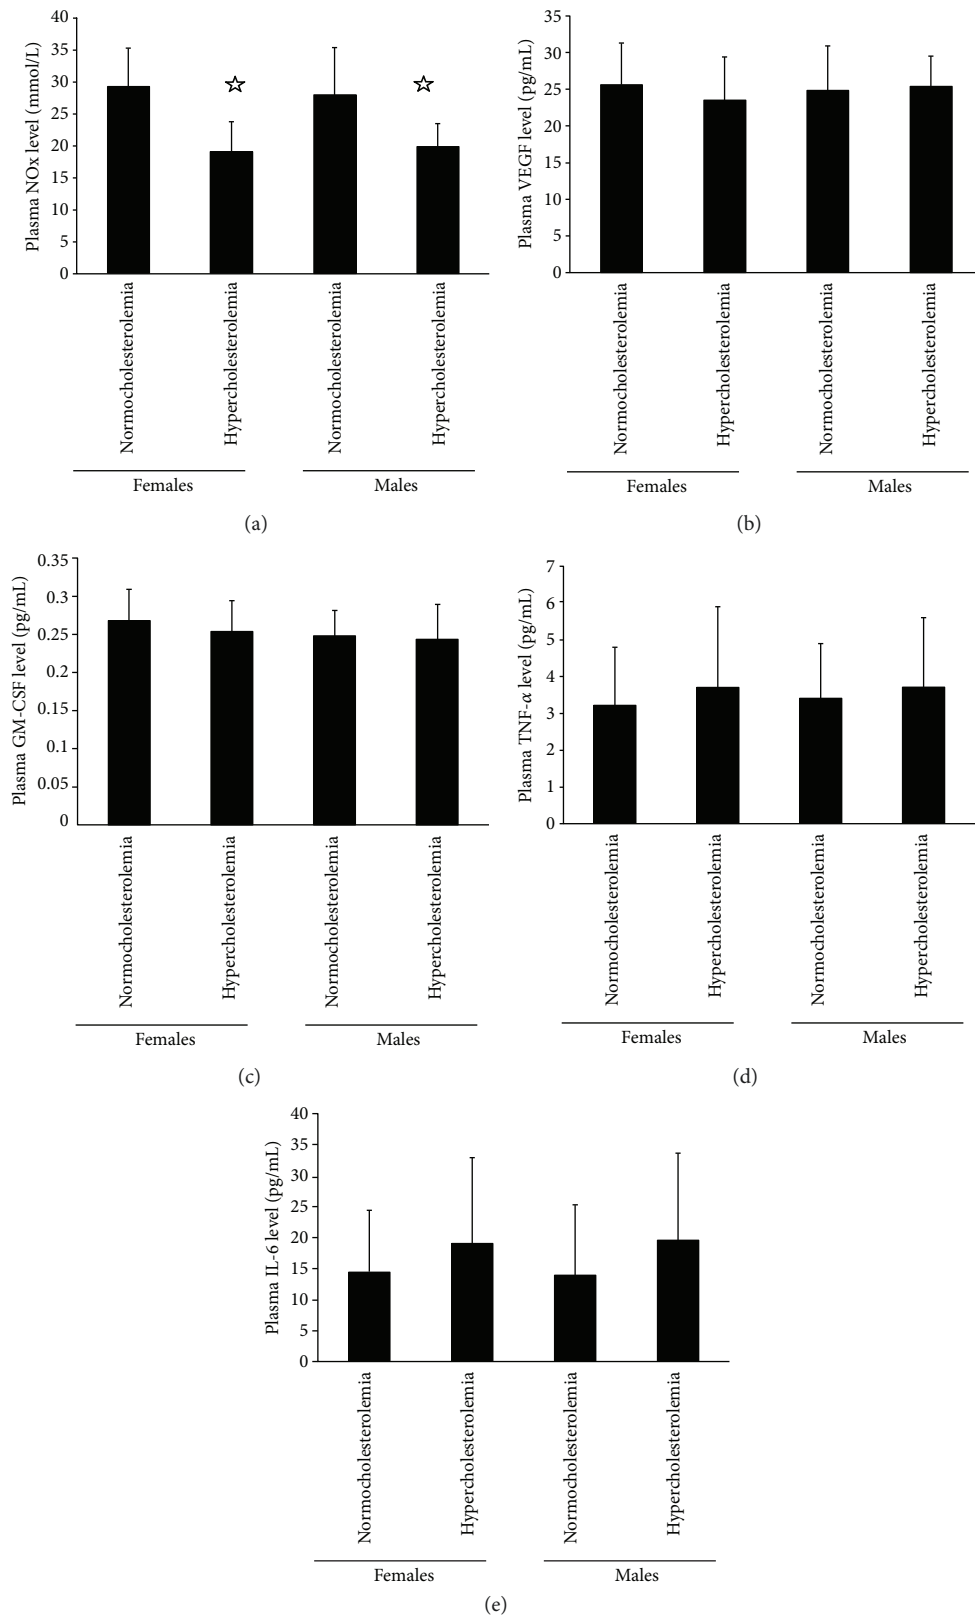 40
35
30
25
20
15
10
5
0
Plasma NOx level (mmol/L)
Normocholesterolemia
Hypercholesterolemia
Normocholesterolemia
Hypercholesterolemia
Females
Males
(a)
35
30
25
20
15
10
5
0
Plasma VEGF level (pg/mL)
Normocholesterolemia
Hypercholesterolemia
Normocholesterolemia
Hypercholesterolemia
Females
Males
(b)
0.35
0.3
0.25
0.2
0.15
0.1
0.05
0
Plasma GM-CSF level (pg/mL)
Normocholesterolemia
Hypercholesterolemia
Normocholesterolemia
Hypercholesterolemia
Females
Males
(c)
7
6
5
4
3
2
1
0
Plasma TNF-α level (pg/mL)
Normocholesterolemia
Hypercholesterolemia
Normocholesterolemia
Hypercholesterolemia
Females
Males
(d)
40
35
30
25
20
15
10
5
0
Plasma IL-6 level (pg/mL)
Normocholesterolemia
Hypercholesterolemia
Normocholesterolemia
Hypercholesterolemia
Females
Males
(e)